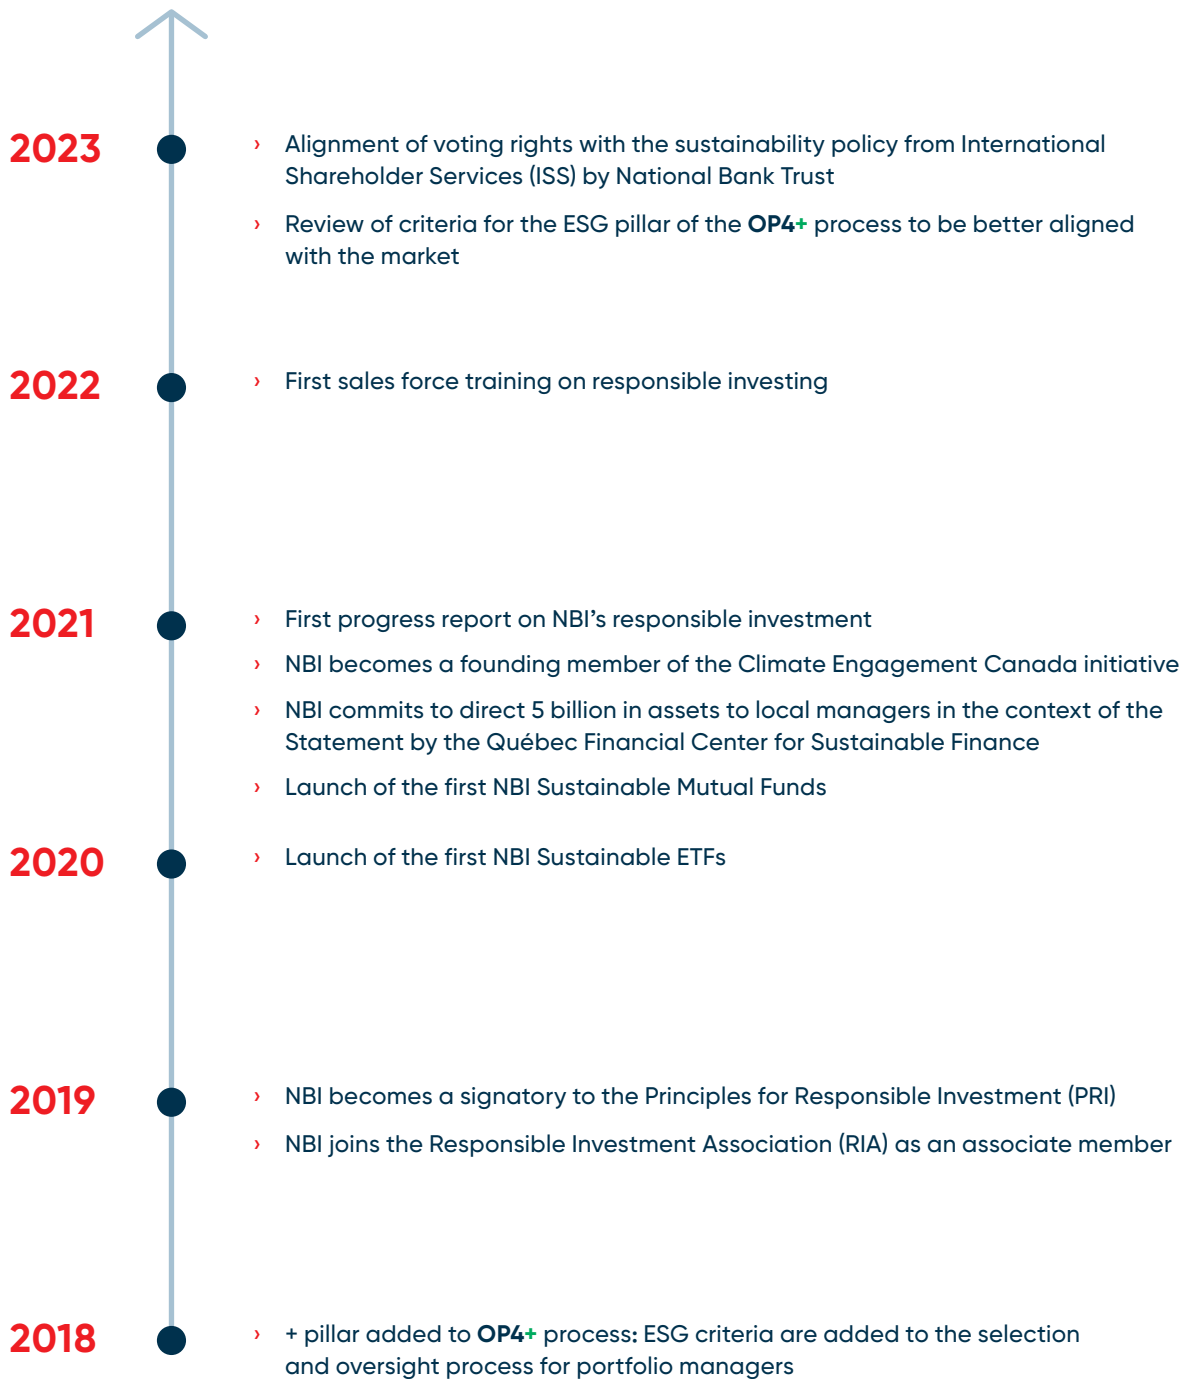 2023
› Alignment of voting rights with the sustainability policy from International
Shareholder Services (ISS) by National Bank Trust
› Review of criteria for the ESG pillar of the OP4+ process to be better aligned
with the market
2022
› First sales force training on responsible investing
2021
› First progress report on NBI’s responsible investment
› NBI becomes a founding member of the Climate Engagement Canada initiative
› NBI commits to direct 5 billion in assets to local managers in the context of the
Statement by the Québec Financial Center for Sustainable Finance
› Launch of the first NBI Sustainable Mutual Funds
2020
› Launch of the first NBI Sustainable ETFs
2019
› NBI becomes a signatory to the Principles for Responsible Investment (PRI)
› NBI joins the Responsible Investment Association (RIA) as an associate member
2018
› + pillar added to OP4+ process: ESG criteria are added to the selection
and oversight process for portfolio managers